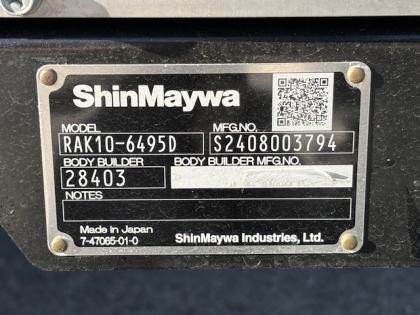 ShinMaywa
MODEL MFG.NO.
RAK10-6495D S2408003794
BODY BUILDER BODY BUILDER MFG.NO.
28403
NOTES
Made in Japan
7-47065-01-0 ShinMaywa Industries, Ltd.